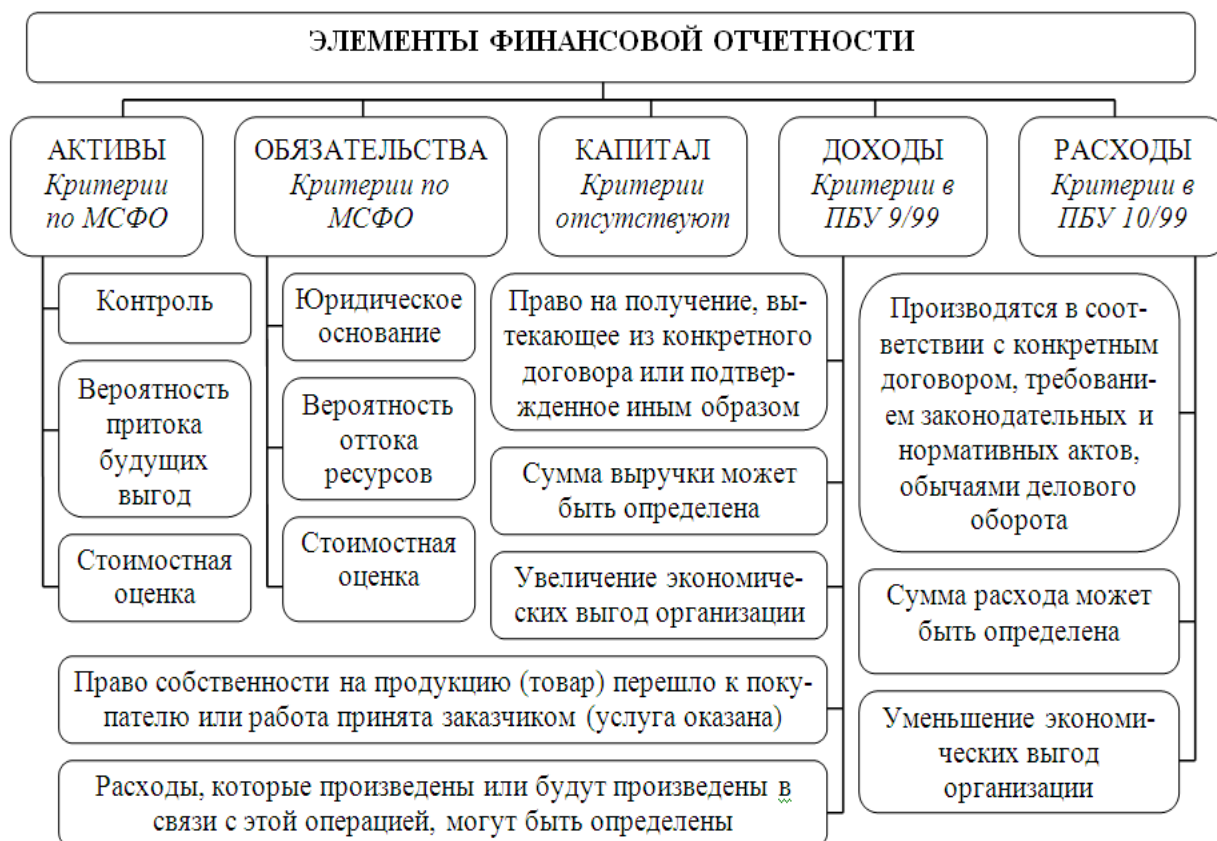 ЭЛЕМЕНТЫ ФИНАНСОВОЙ ОТЧЕТНОСТИ
АКТИВЫ
Критерии
по МСФО
ОБЯЗАТЕЛЬСТВА
Критерии по
МСФО
КАПИТАЛ
Критерии
отсутствуют
ДОХОДЫ
Критерии в
ПБУ 9/99
РАСХОДЫ
Критерии в
ПБУ 10/99
Контроль
Вероятность
притока
будущих
выгод
Стоимостная
оценка
Юридическое
основание
Вероятность
оттока
ресурсов
Стоимостная
оценка
Право на получение, вы-
текающее из конкретного
договора или подтвер-
жденное иным образом
Сумма выручки может
быть определена
Увеличение экономиче-
ских выгод организации
Право собственности на продукцию (товар) перешло к поку-
пателю или работа принята заказчиком (услуга оказана)
Расходы, которые произведены или будут произведены в
связи с этой операцией, могут быть определены
Производятся в соот-
ветствии с конкретным
договором, требовани-
ем законодательных и
нормативных актов,
обычаями делового
оборота
Сумма расхода может
быть определена
Уменьшение экономи-
ческих выгод
организации